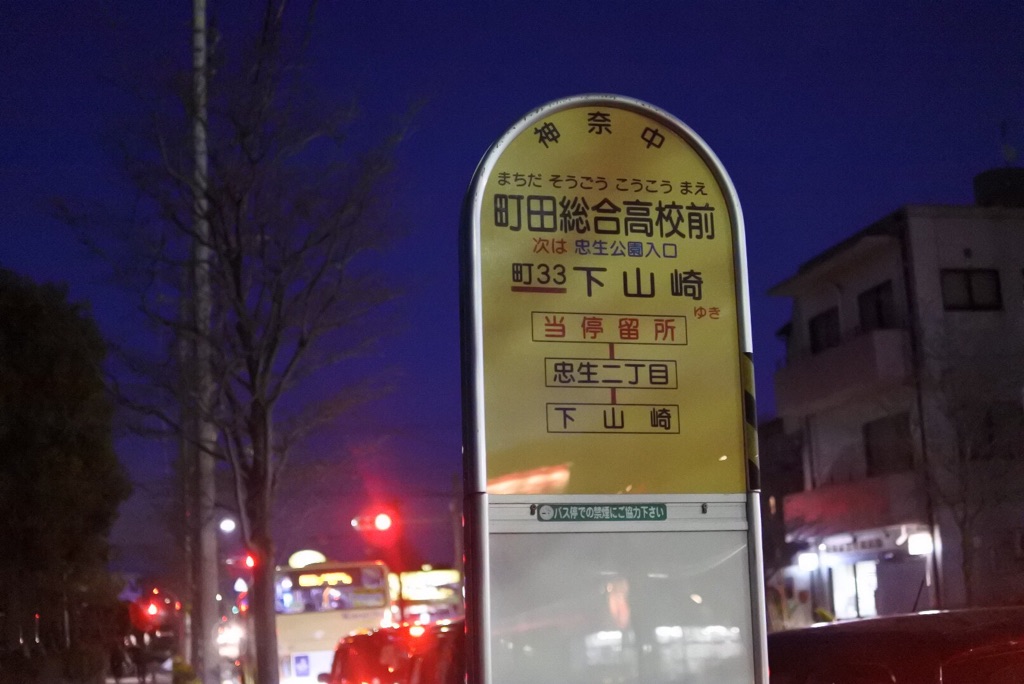 神奈中
まちだ そうごう こうこう まえ
町田総合高校前
次は 忠生公園入口
町33 下山崎
ゆき
当停留所
忠生二丁目
下山崎
バス停での禁煙にご協力下さい